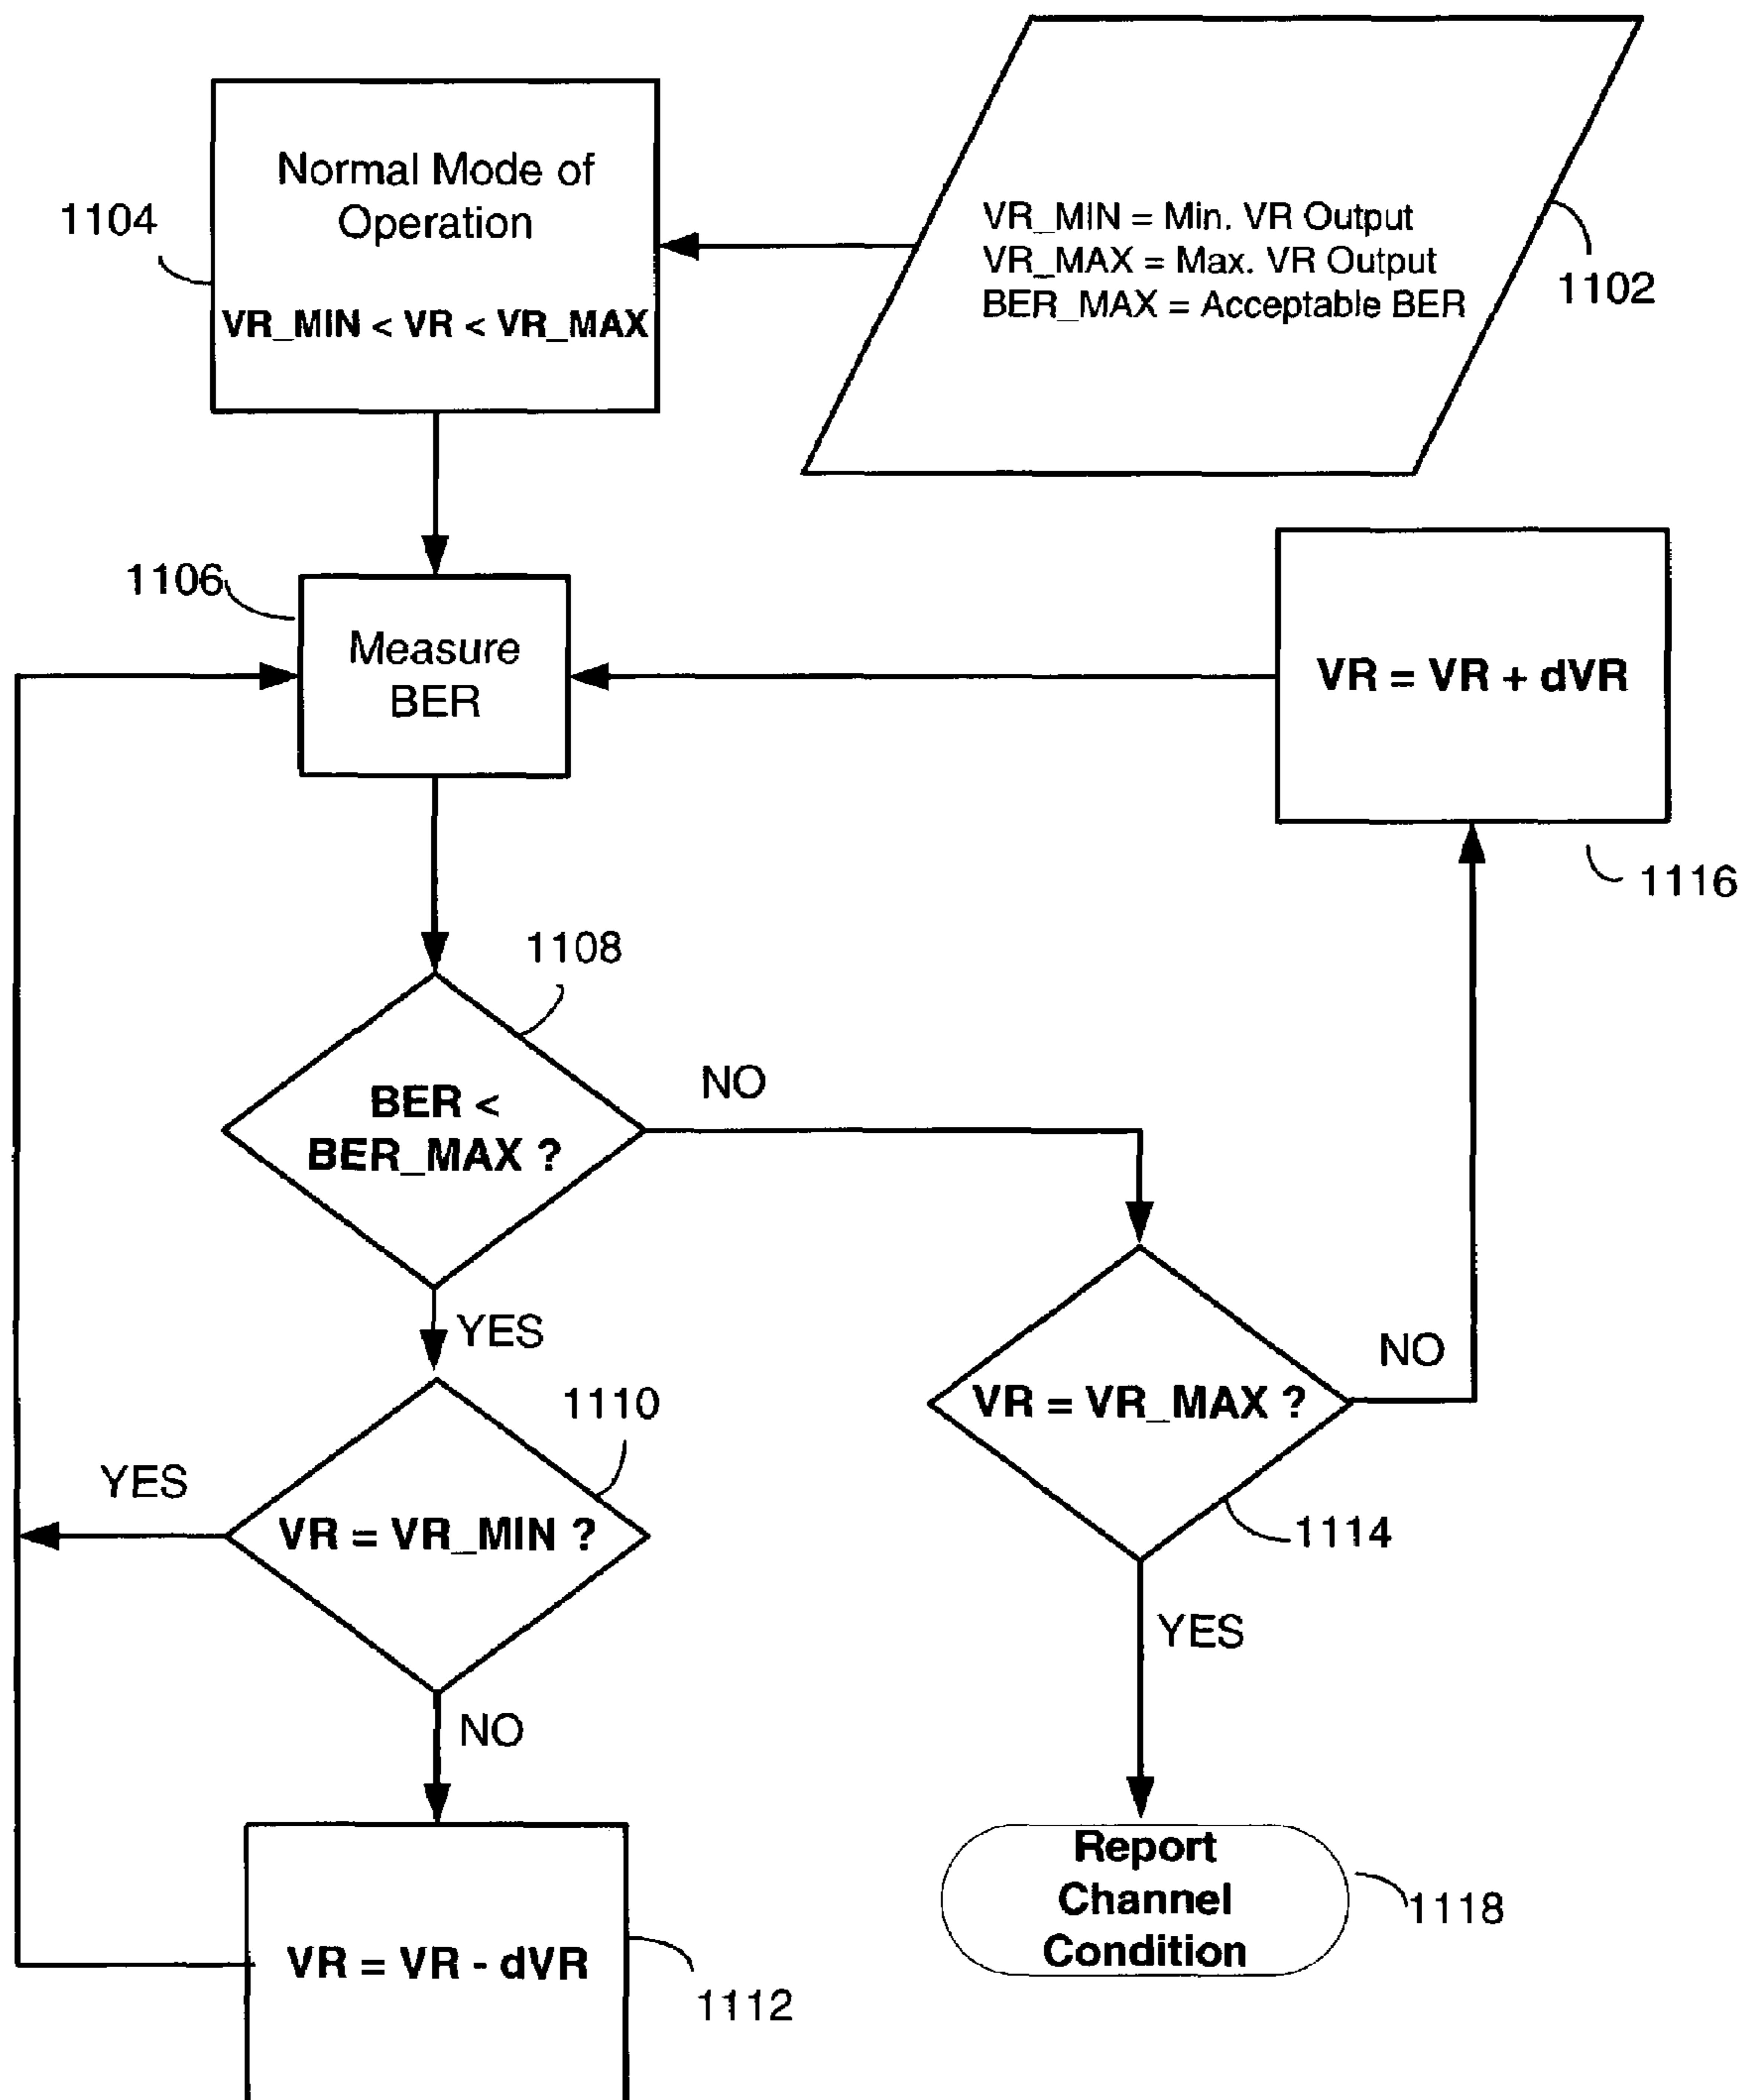 Normal Mode of
Operation
VR_MIN < VR < VR_MAX
1104
VR_MIN = Min. VR Output
VR_MAX = Max. VR Output
BER_MAX = Acceptable BER
1102
1106
Measure
BER
VR = VR + dVR
1116
1108
BER <
BER_MAX ?
NO
YES
1110
VR = VR_MIN ?
YES
NO
VR = VR_MAX ?
NO
1114
YES
VR = VR - dVR
1112
Report
Channel
Condition
1118